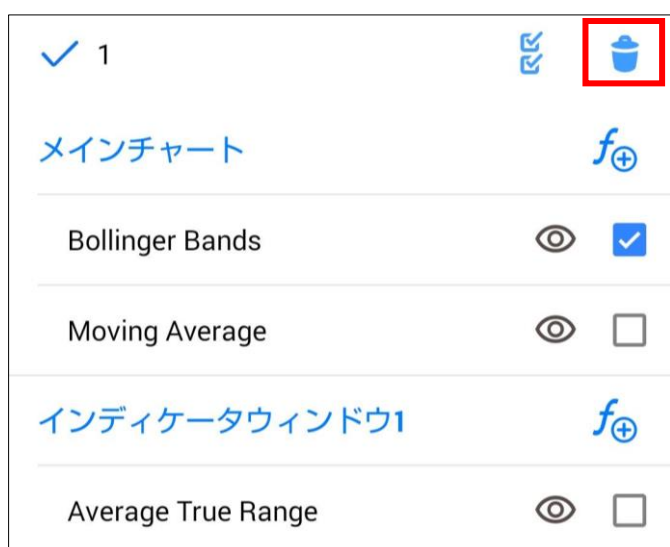 1
メインチャート
Bollinger Bands
Moving Average
インディケータウィンドウ1
Average True Range